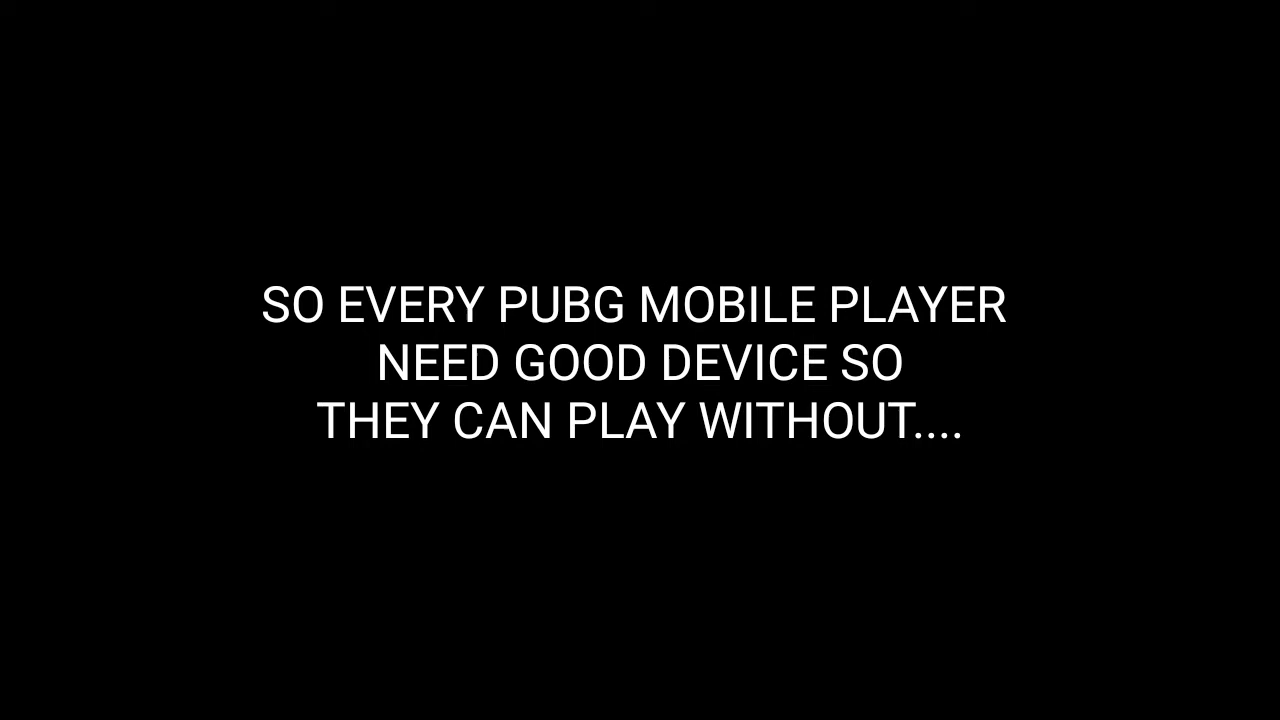 SO EVERY PUBG MOBILE PLAYER
NEED GOOD DEVICE SO
THEY CAN PLAY WITHOUT....